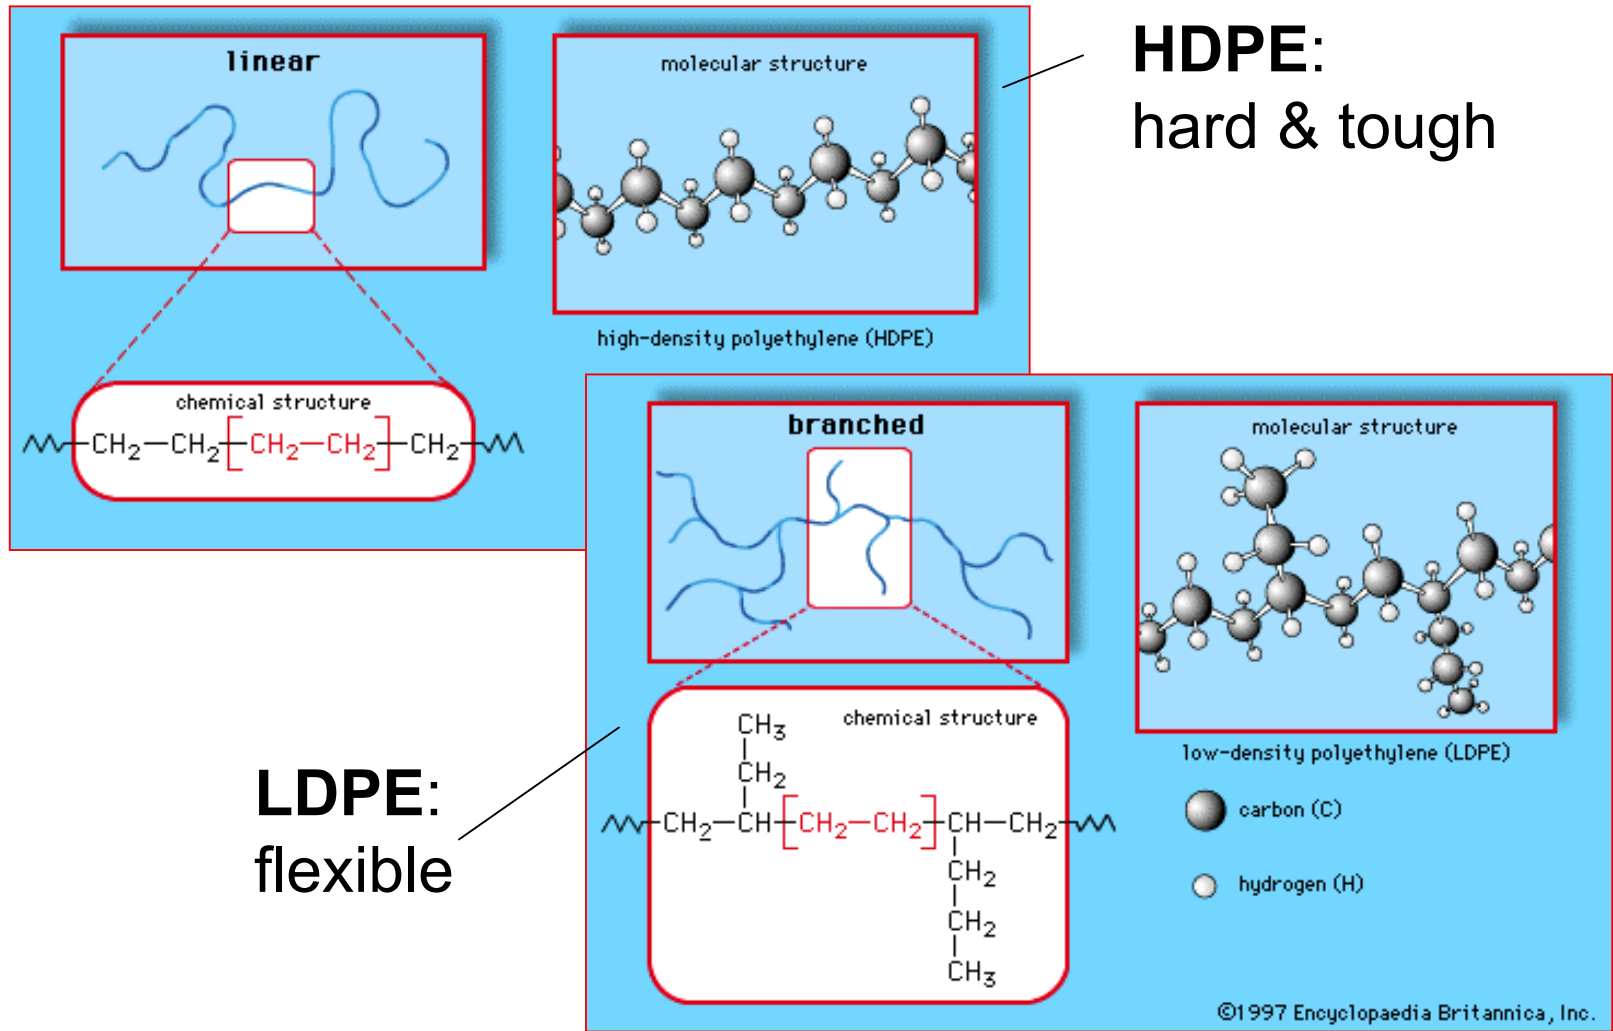 HDPE:
hard & tough
linear
molecular structure
high-density polyethylene (HDPE)
chemical structure
CH₂—CH₂[CH₂—CH₂]CH₂
branched
molecular structure
chemical structure
CH₃
CH₂
CH₂—CH[CH₂—CH₂]CH—CH₂
CH₂
CH₂
CH₃
low-density polyethylene (LDPE)
carbon (C)
hydrogen (H)
LDPE:
flexible
©1997 Encyclopaedia Britannica, Inc.